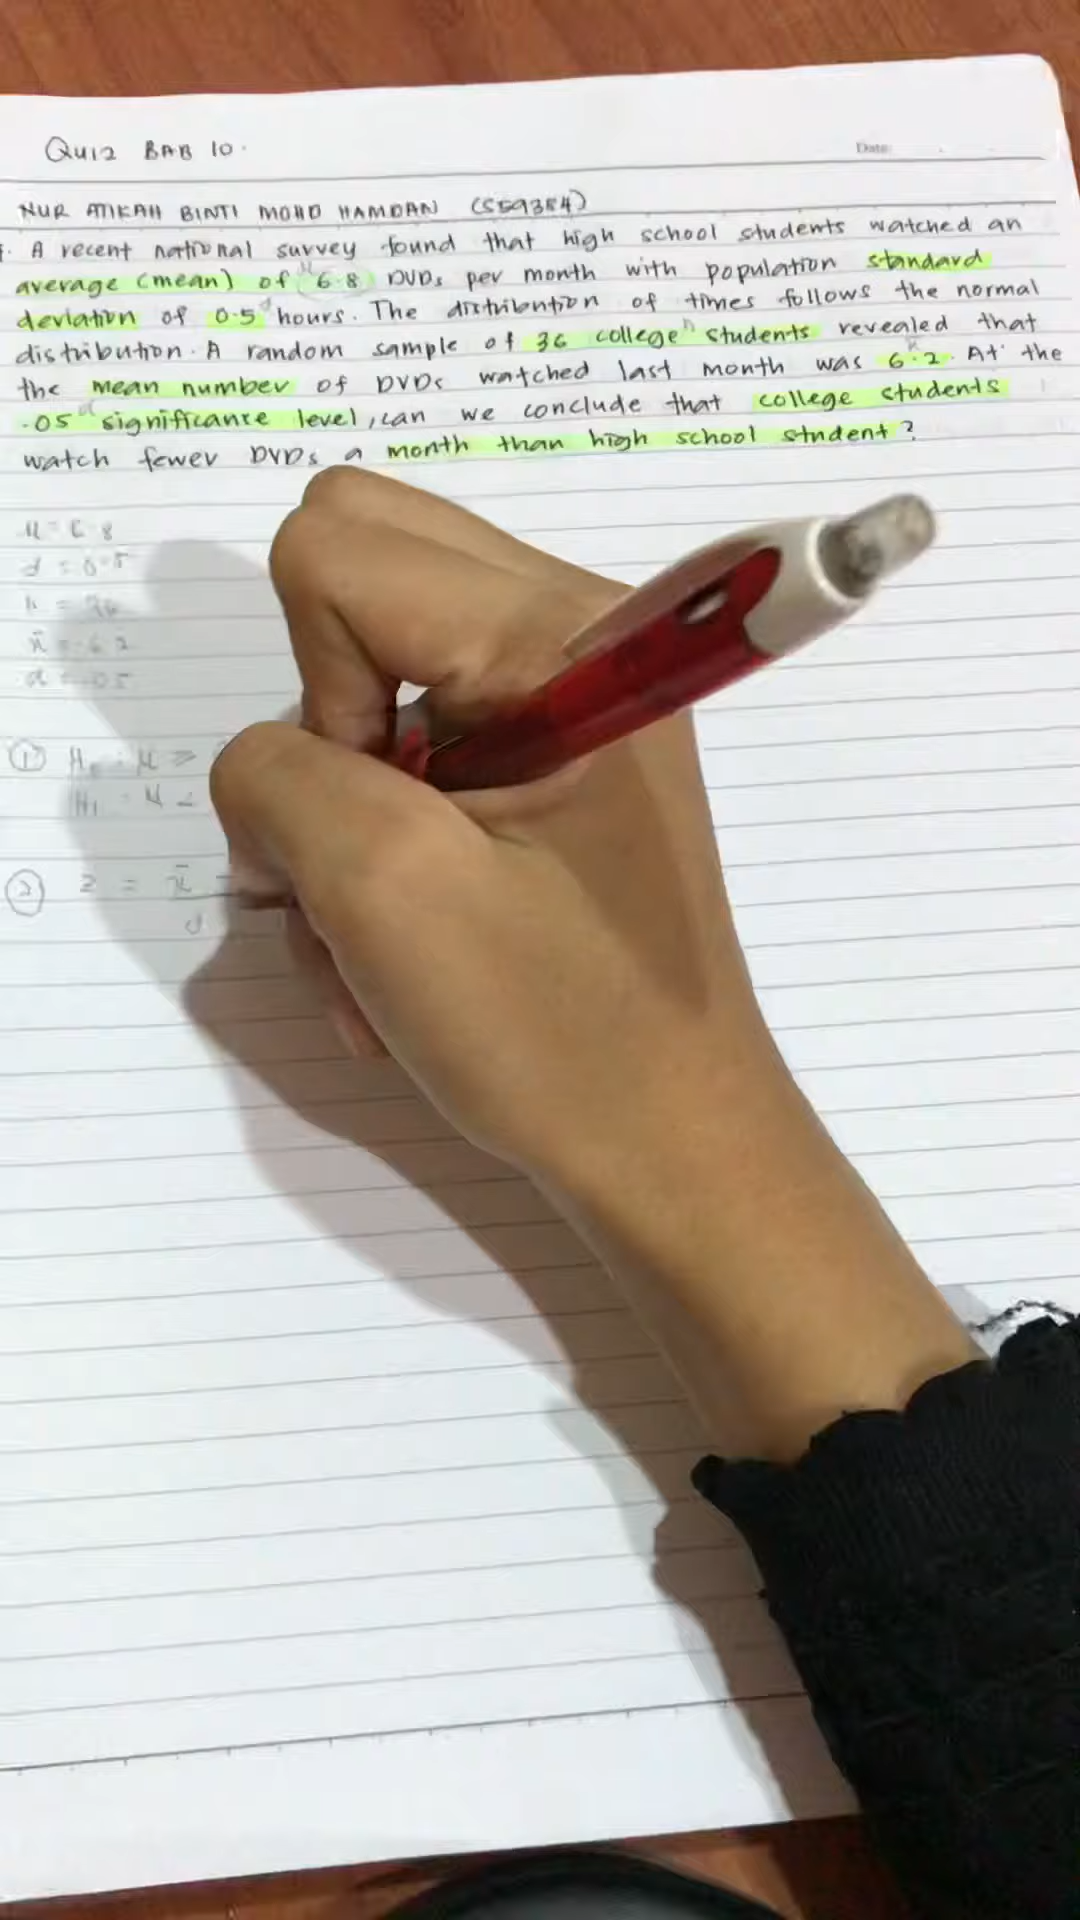 QUIZ BAB 10.
Date:
NUR ATIKAH BINTI MOHD HAMDAN (S59384)
A recent national survey found that high school students watched an
average (mean) of 6.8 DVDs per month with population standard
deviation of 0.5 hours. The distribution of times follows the normal
distribution. A random sample of 36 college students revealed that
the mean number of DVDs watched last month was 6.2. At the
.05 significance level, can we conclude that college students
watch fewer DVDs a month than high school student?
μ = 6.8
σ = 0.5
n = 36
x̄ = 6.2
α = .05
① H₀ : μ ≥
H₁ : μ <
② z = x̄ -
σ